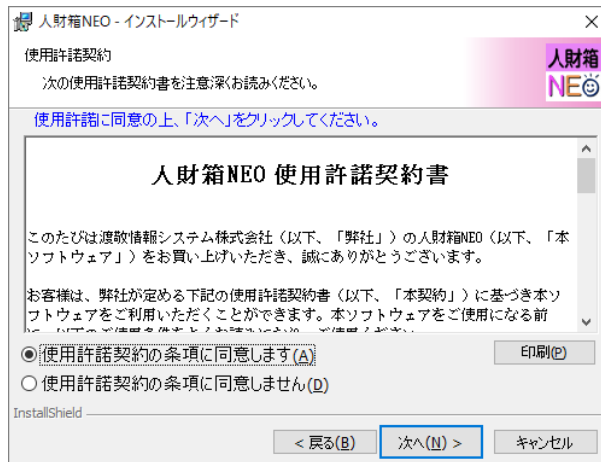 人財箱NEO - インストールウィザード
使用許諾契約
次の使用許諾契約書を注意深くお読みください。
人財箱
NEO
使用許諾に同意の上、「次へ」をクリックしてください。
人財箱NEO 使用許諾契約書
このたびは渡敬情報システム株式会社（以下、「弊社」）の人財箱NEO（以下、「本
ソフトウェア」）をお買い上げいただき、誠にありがとうございます。
お客様は、弊社が定める下記の使用許諾契約書（以下、「本契約」）に基づき本ソ
フトウェアをご利用いただくことができます。本ソフトウェアをご使用になる前
使用許諾契約の条項に同意します(A)
印刷(P)
使用許諾契約の条項に同意しません(D)
InstallShield
< 戻る(B)
次へ(N) >
キャンセル